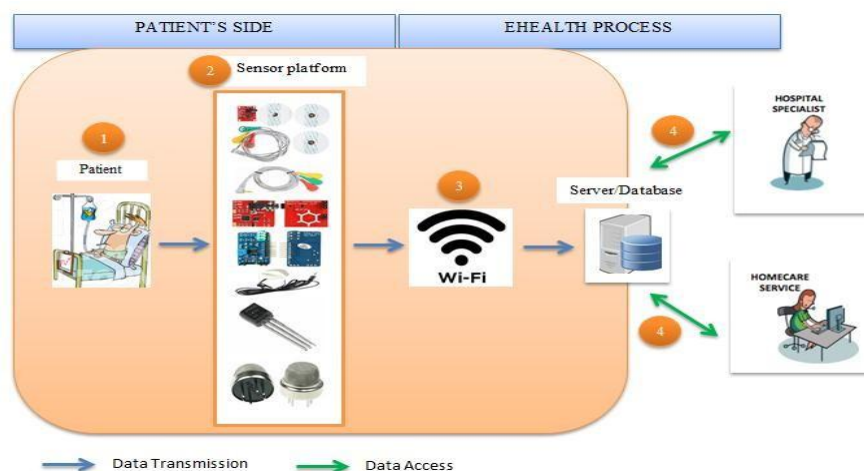 PATIENT'S SIDE
EHEALTH PROCESS
2
Sensor platform
1
Patient
3
Wi-Fi
Server/Database
4
HOSPITAL
SPECIALIST
4
HOMECARE
SERVICE
Data Transmission
Data Access